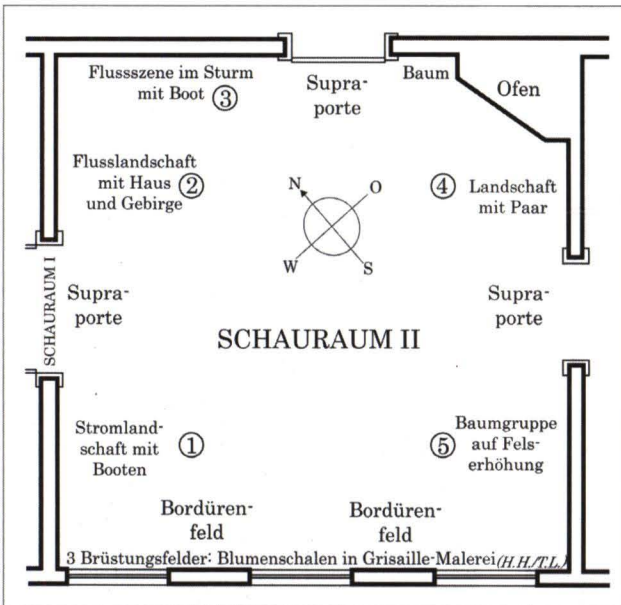 Flussszene im Sturm
mit Boot ③
Supra-
porte
Baum
Ofen
Flusslandschaft
mit Haus ②
und Gebirge
N
O
W
S
④ Landschaft
mit Paar
SCHAURAUM I
Supra-
porte
Supra-
porte
SCHAURAUM II
Stromland-
schaft mit ①
Booten
Baumgruppe
⑤ auf Fels-
erhöhung
Bordüren-
feld
Bordüren-
feld
3 Brüstungsfelder: Blumenschalen in Grisaille-Malerei (H.H./T.L.)